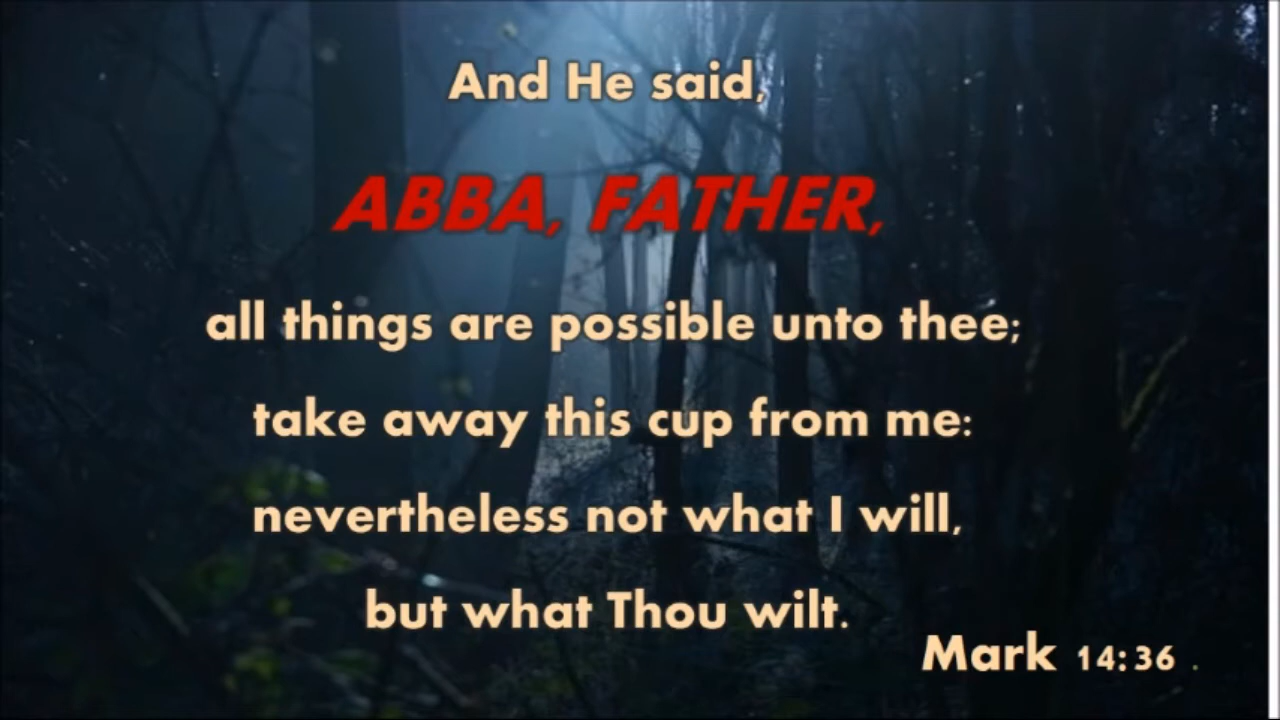 And He said,
ABBA, FATHER,
all things are possible unto thee;
take away this cup from me:
nevertheless not what I will,
but what Thou wilt.
Mark 14:36 .